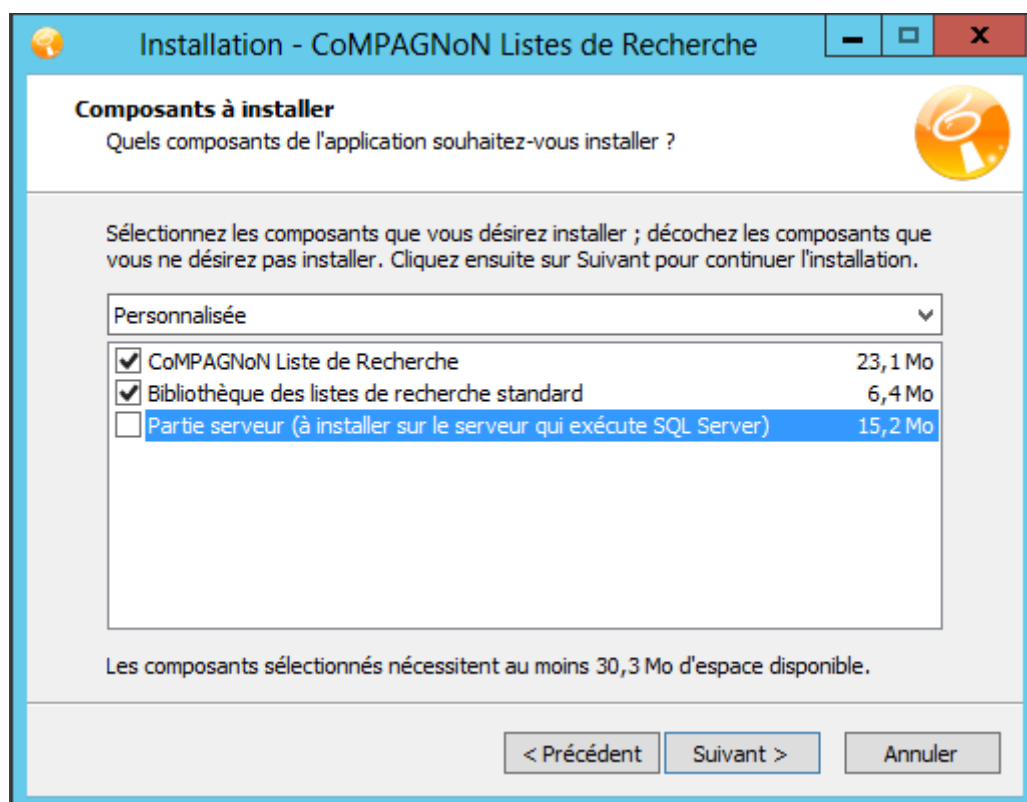 Installation - CoMPAGNoN Listes de Recherche
Composants à installer
Quels composants de l'application souhaitez-vous installer ?
Sélectionnez les composants que vous désirez installer ; décochez les composants que
vous ne désirez pas installer. Cliquez ensuite sur Suivant pour continuer l'installation.
Personnalisée
CoMPAGNoN Liste de Recherche 23,1 Mo
Bibliothèque des listes de recherche standard 6,4 Mo
Partie serveur (à installer sur le serveur qui exécute SQL Server) 15,2 Mo
Les composants sélectionnés nécessitent au moins 30,3 Mo d'espace disponible.
< Précédent Suivant > Annuler